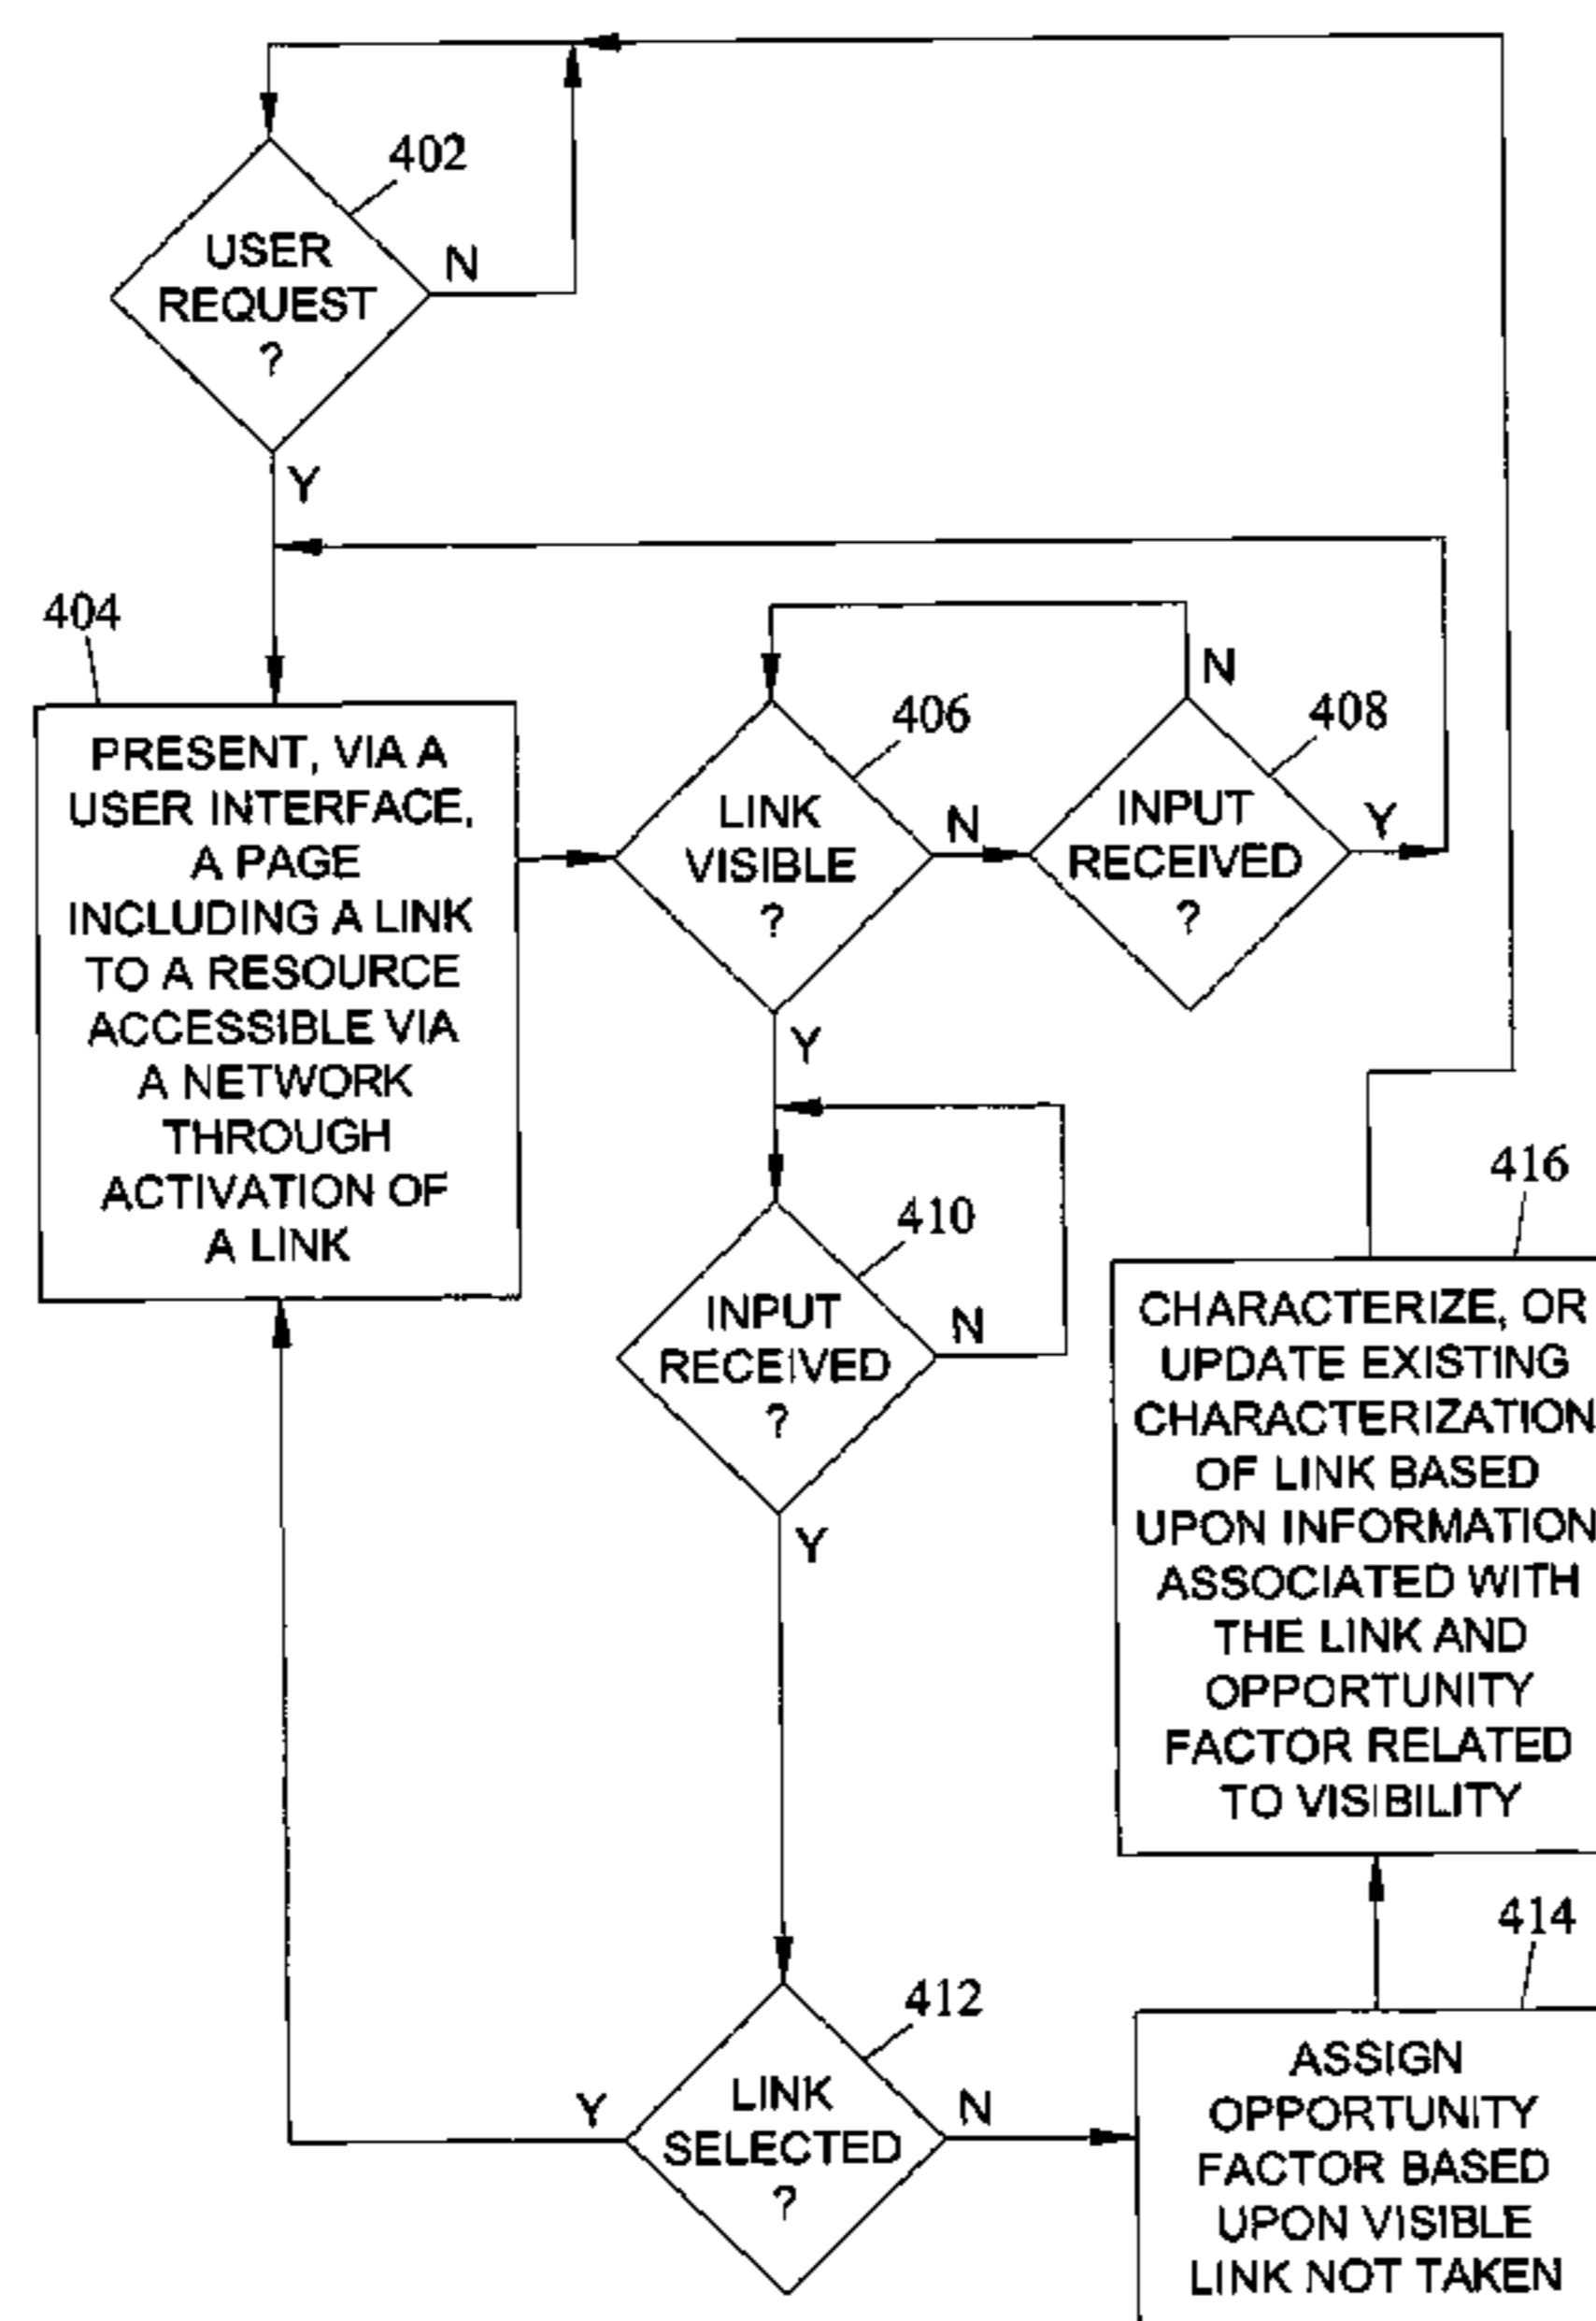 402
USER
REQUEST
?
N
Y
404
PRESENT, VIA A
USER INTERFACE,
A PAGE
INCLUDING A LINK
TO A RESOURCE
ACCESSIBLE VIA
A NETWORK
THROUGH
ACTIVATION OF
A LINK
406
LINK
VISIBLE
?
N
Y
408
INPUT
RECEIVED
?
N
Y
410
INPUT
RECEIVED
?
N
Y
412
LINK
SELECTED
?
Y
N
414
ASSIGN
OPPORTUNITY
FACTOR BASED
UPON VISIBLE
LINK NOT TAKEN
416
CHARACTERIZE, OR
UPDATE EXISTING
CHARACTERIZATION
OF LINK BASED
UPON INFORMATION
ASSOCIATED WITH
THE LINK AND
OPPORTUNITY
FACTOR RELATED
TO VISIBILITY